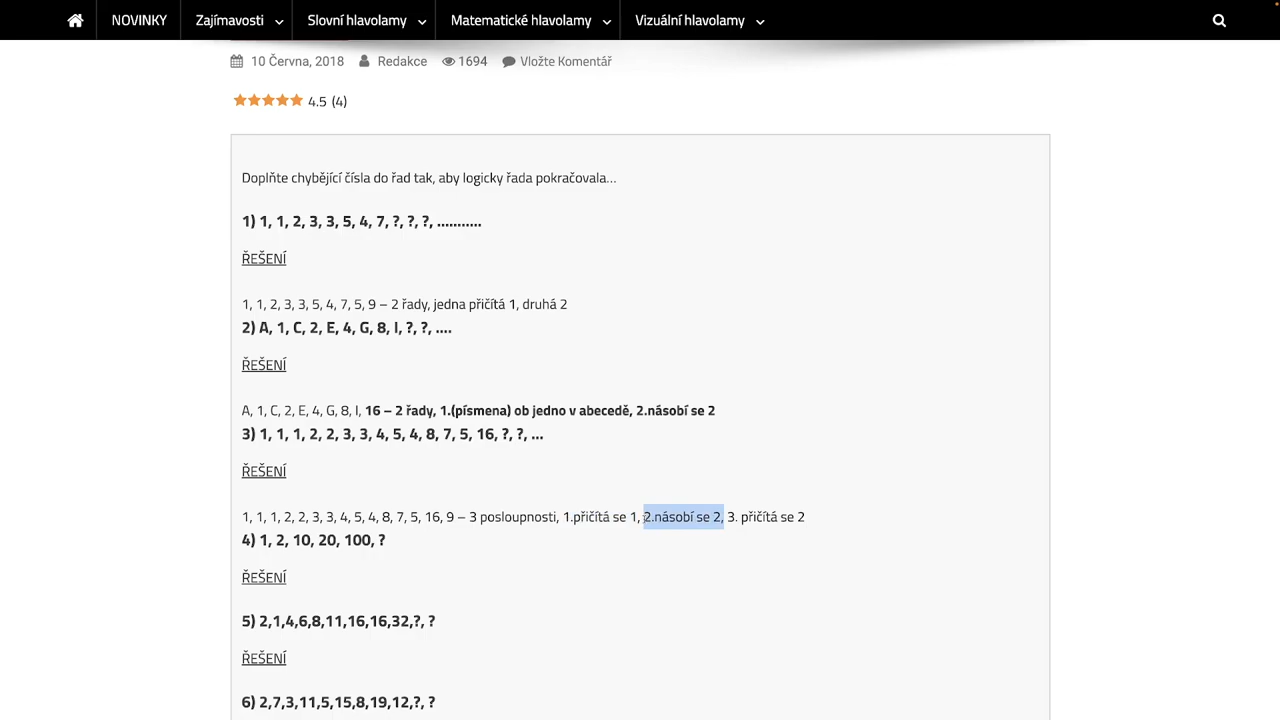 NOVINKY Zajímavosti Slovní hlavolamy Matematické hlavolamy Vizuální hlavolamy
10 Června, 2018 Redakce 1694 Vložte Komentář
4.5 (4)
Doplňte chybějící čísla do řad tak, aby logicky řada pokračovala…
1) 1, 1, 2, 3, 3, 5, 4, 7, ?, ?, ?, ………..
ŘEŠENÍ
1, 1, 2, 3, 3, 5, 4, 7, 5, 9 – 2 řady, jedna přičítá 1, druhá 2
2) A, 1, C, 2, E, 4, G, 8, I, ?, ?, ….
ŘEŠENÍ
A, 1, C, 2, E, 4, G, 8, I, 16 – 2 řady, 1.(písmena) ob jedno v abecedě, 2.násobí se 2
3) 1, 1, 1, 2, 2, 3, 3, 4, 5, 4, 8, 7, 5, 16, ?, ?, …
ŘEŠENÍ
1, 1, 1, 2, 2, 3, 3, 4, 5, 4, 8, 7, 5, 16, 9 – 3 posloupnosti, 1.přičítá se 1, 2.násobí se 2, 3. přičítá se 2
4) 1, 2, 10, 20, 100, ?
ŘEŠENÍ
5) 2,1,4,6,8,11,16,16,32,?, ?
ŘEŠENÍ
6) 2,7,3,11,5,15,8,19,12,?, ?